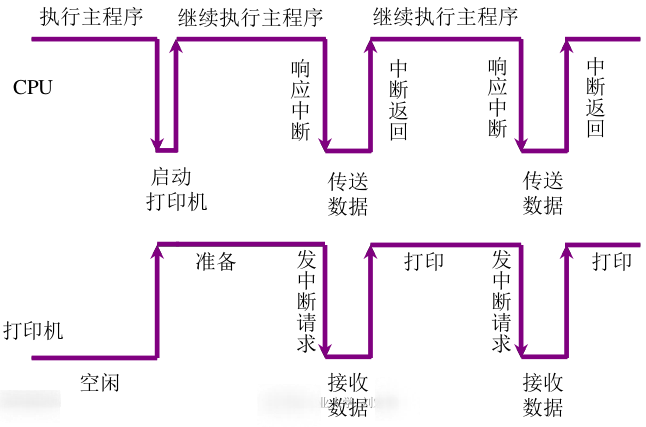 执行主程序
继续执行主程序
继续执行主程序
CPU
响应中断
中断返回
响应中断
中断返回
启动
打印机
传送
数据
传送
数据
准备
发中断请求
打印
发中断请求
打印
打印机
空闲
接收
数据
接收
数据